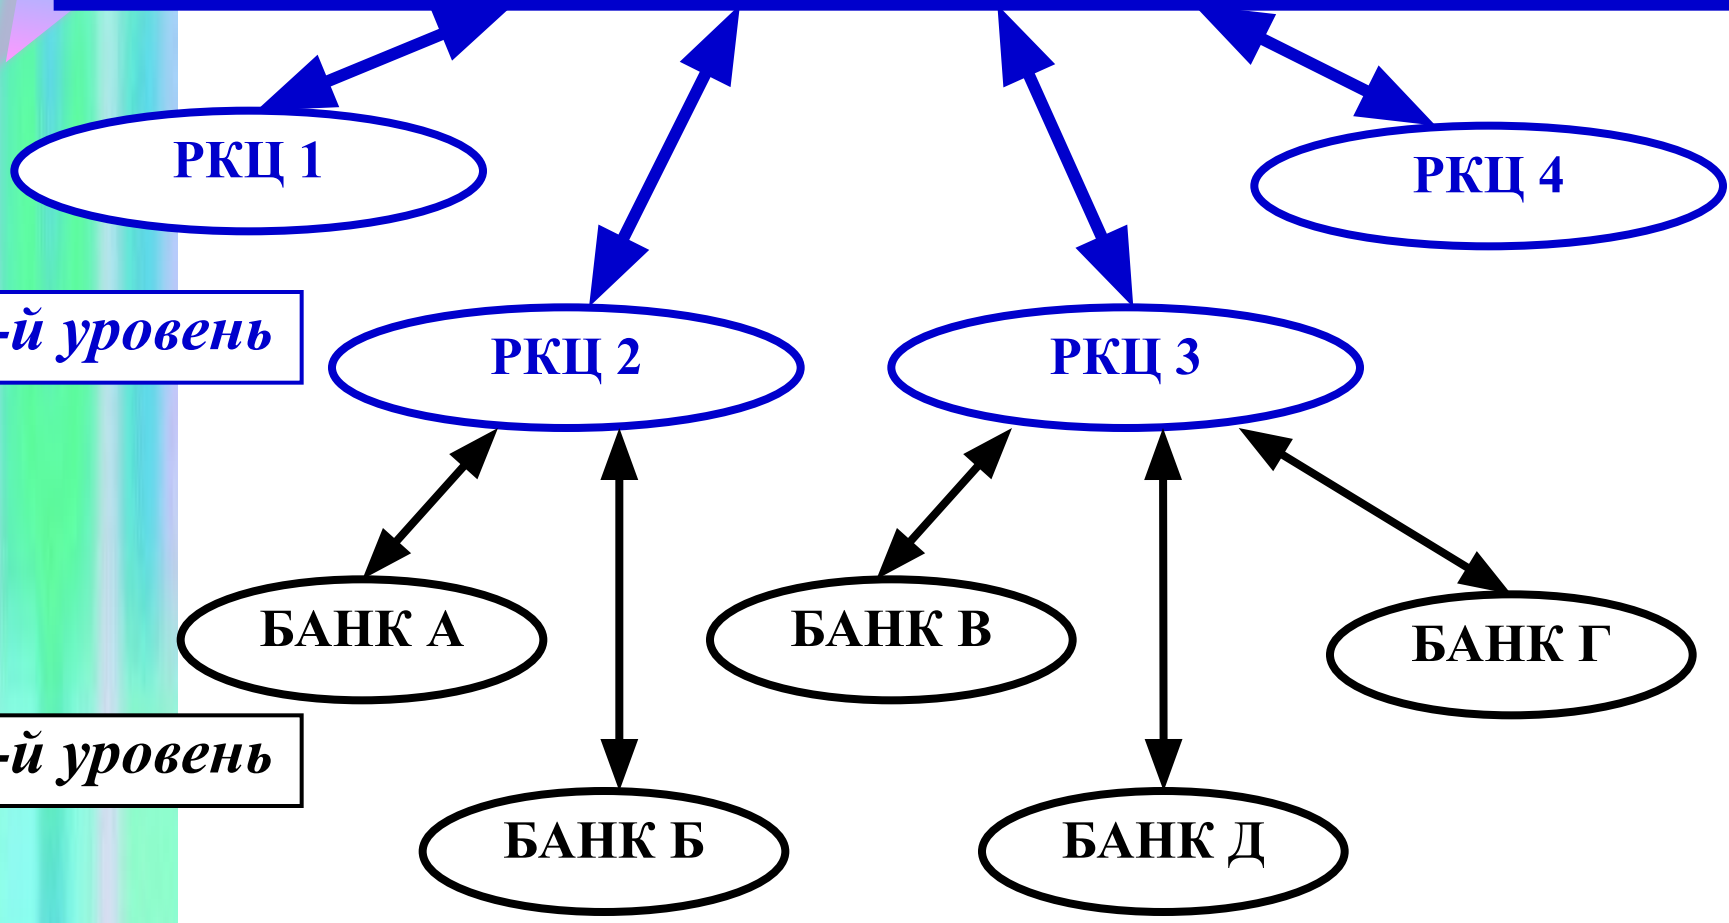 РКЦ 1
РКЦ 4
-й уровень
РКЦ 2
РКЦ 3
БАНК А
БАНК В
БАНК Г
-й уровень
БАНК Б
БАНК Д